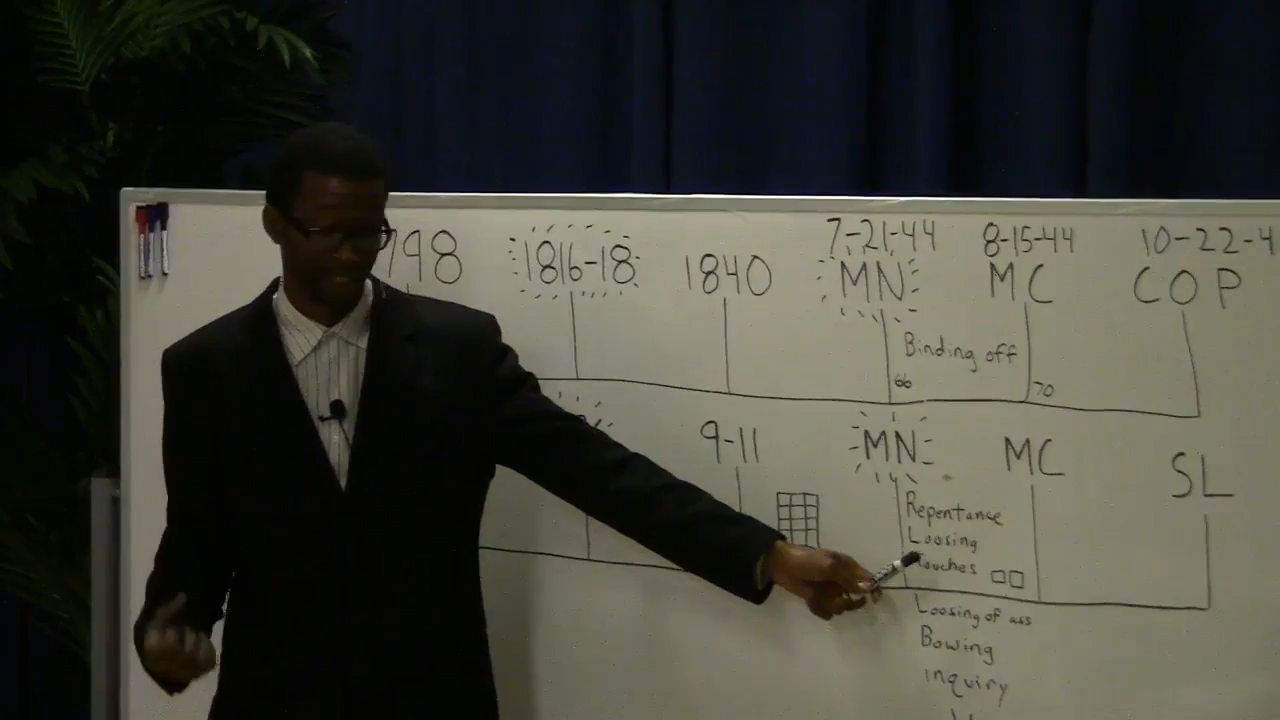 7-21-44 8-15-44 10-22-4
798 1816-18 1840 MN MC COP
Binding off
66 70
9-11 MN MC SL
Repentance
Loosing
Touches
Loosing of ass
Bowing
inquiry